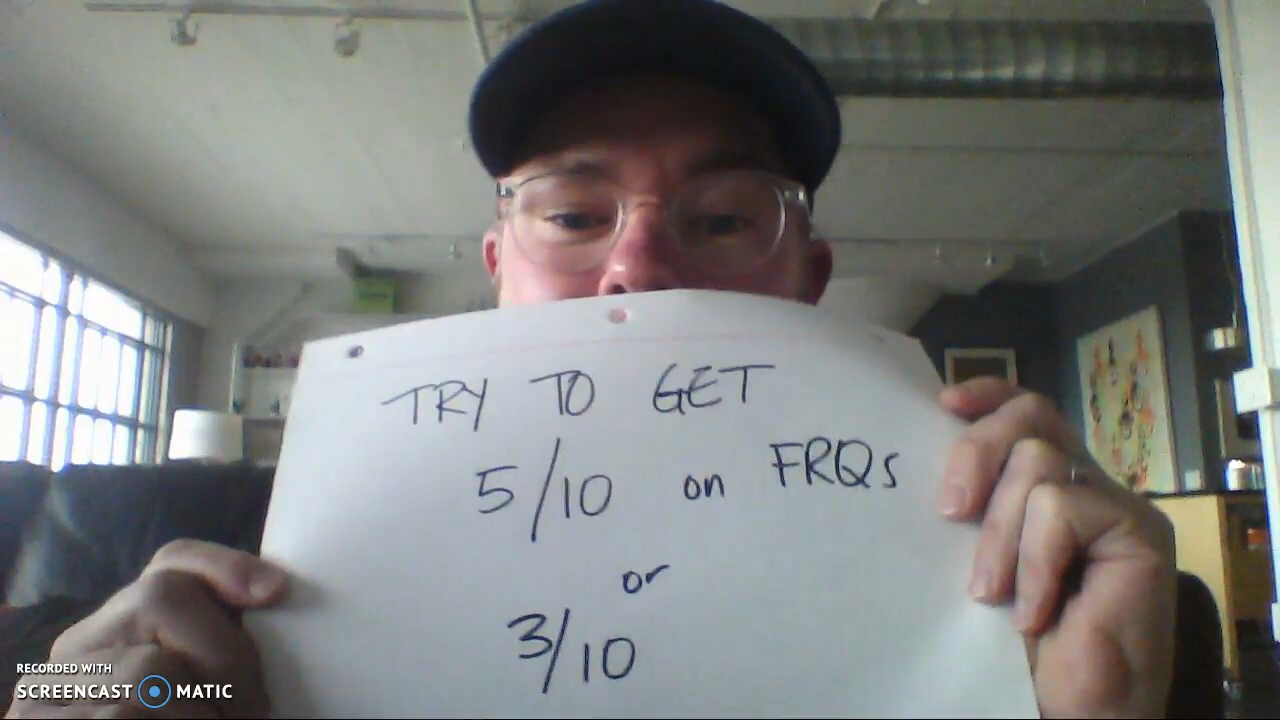 TRY TO GET
5/10 on FRQs
or
3/10
RECORDED WITH
SCREENCAST MATIC